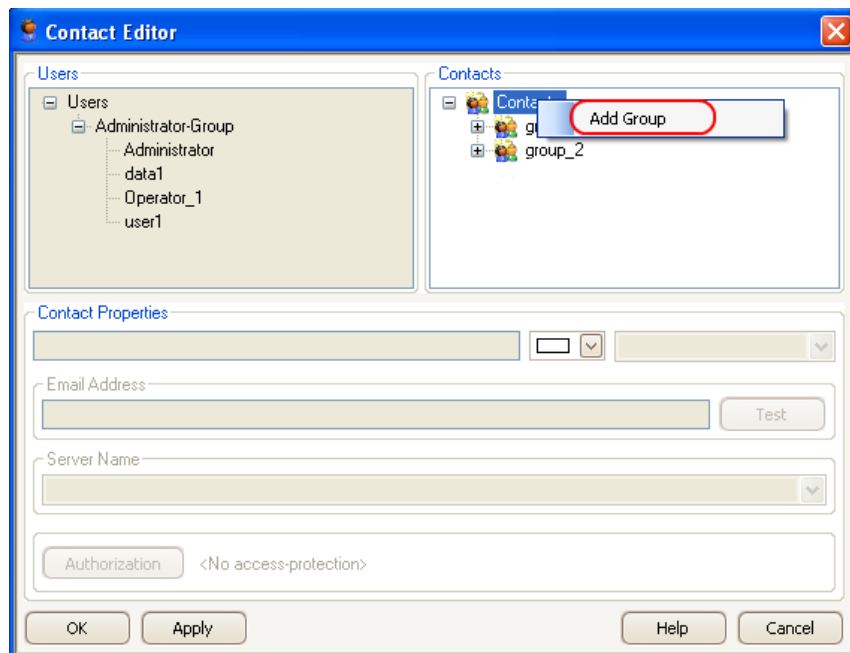 Contact Editor
Users
Users
Administrator-Group
Administrator
data1
Operator_1
user1
Contacts
Add Group
group_2
Contact Properties
Email Address
Test
Server Name
Authorization <No access-protection>
OK Apply Help Cancel